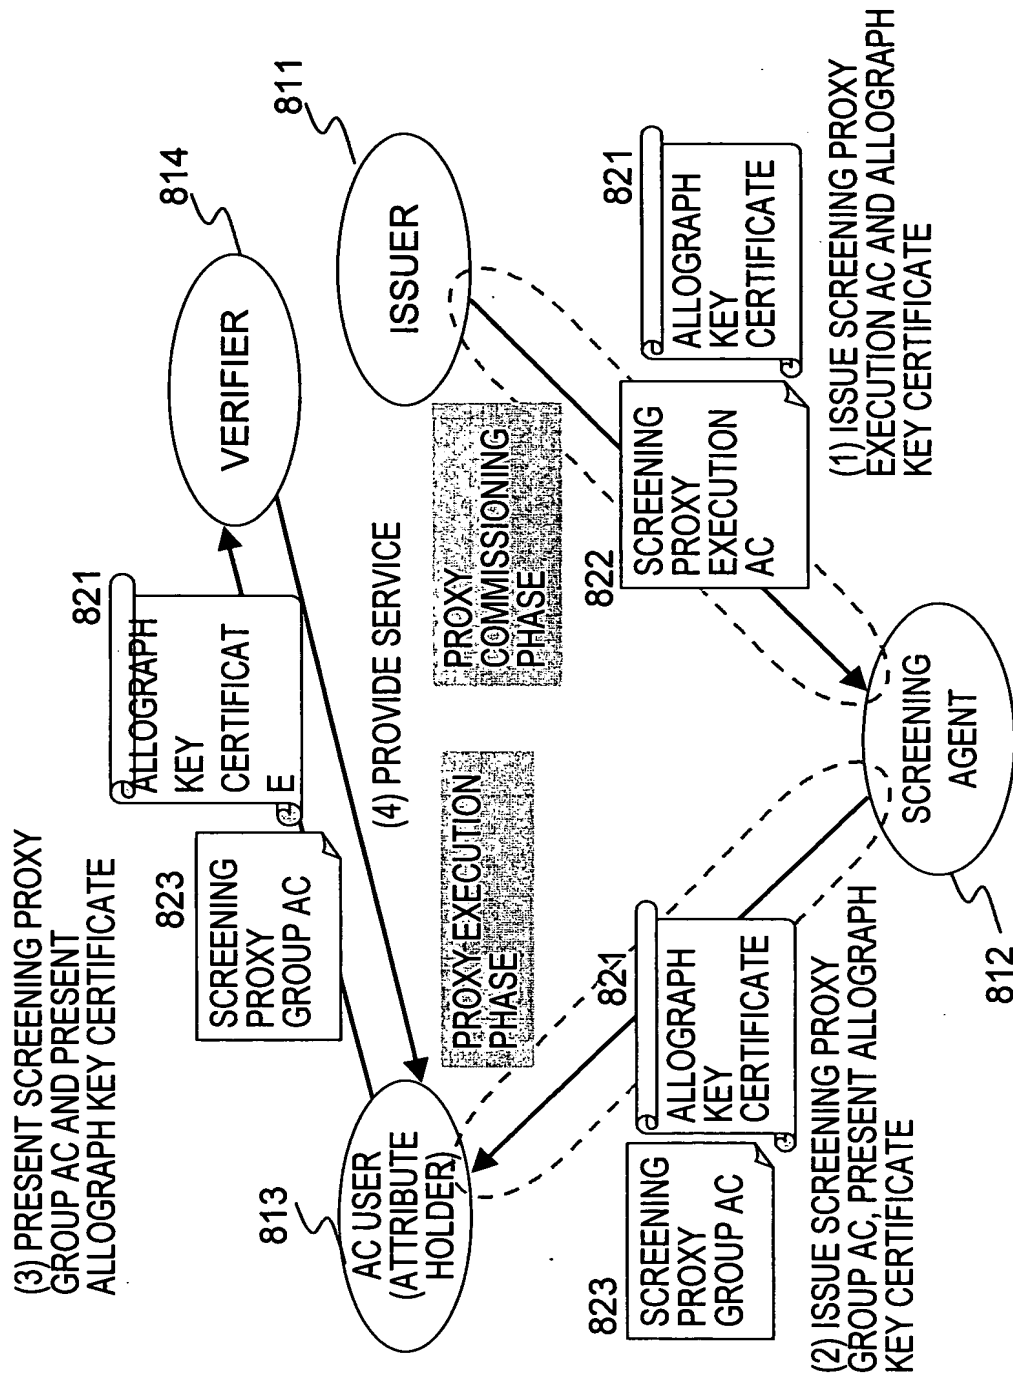 (3) PRESENT SCREENING PROXY
GROUP AC AND PRESENT
ALLOGRAPH KEY CERTIFICATE
823
SCREENING
PROXY
GROUP AC
821
ALLOGRAPH
KEY
CERTIFICAT
E
814
VERIFIER
811
ISSUER
(4) PROVIDE SERVICE
813
AC USER
(ATTRIBUTE
HOLDER)
PROXY EXECUTION
PHASE
PROXY
COMMISSIONING
PHASE
823
SCREENING
PROXY
GROUP AC
821
ALLOGRAPH
KEY
CERTIFICATE
822
SCREENING
PROXY
EXECUTION
AC
821
ALLOGRAPH
KEY
CERTIFICATE
(2) ISSUE SCREENING PROXY
GROUP AC, PRESENT ALLOGRAPH
KEY CERTIFICATE
(1) ISSUE SCREENING PROXY
EXECUTION AC AND ALLOGRAPH
KEY CERTIFICATE
SCREENING
AGENT
812